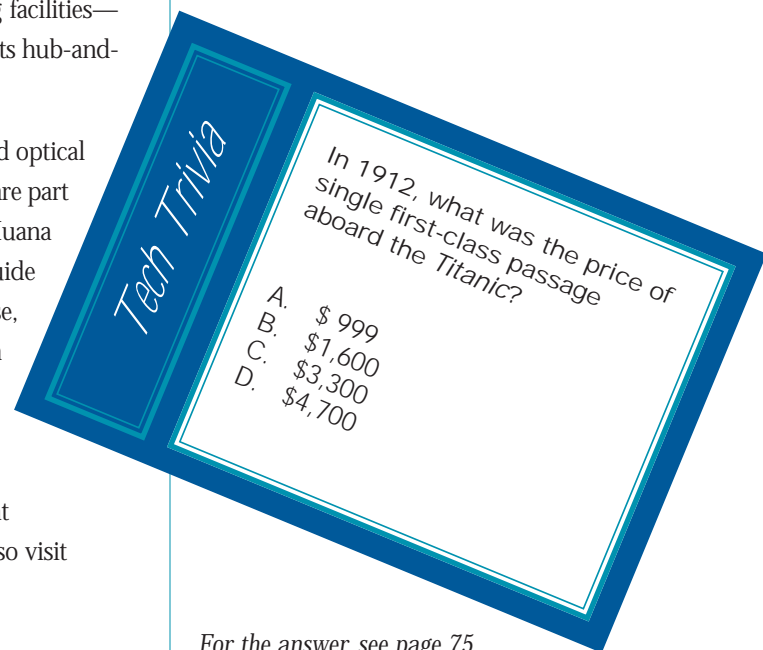 facilities—
hub-and-
optical
are part
uide
so visit
Tech Trivia
In 1912, what was the price of
single first-class passage
aboard the Titanic?
A. $ 999
B. $1,600
C. $3,300
D. $4,700
For the answer, see page 75